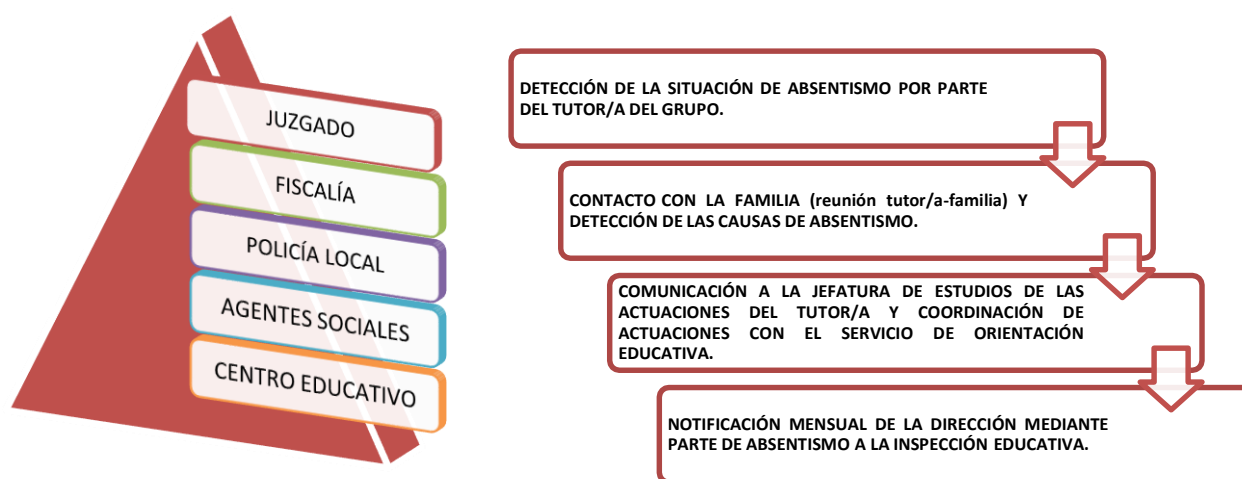 JUZGADO
FISCALÍA
POLICÍA LOCAL
AGENTES SOCIALES
CENTRO EDUCATIVO
DETECCIÓN DE LA SITUACIÓN DE ABSENTISMO POR PARTE
DEL TUTOR/A DEL GRUPO.
CONTACTO CON LA FAMILIA (reunión tutor/a-familia) Y
DETECCIÓN DE LAS CAUSAS DE ABSENTISMO.
COMUNICACIÓN A LA JEFATURA DE ESTUDIOS DE LAS
ACTUACIONES DEL TUTOR/A Y COORDINACIÓN DE
ACTUACIONES CON EL SERVICIO DE ORIENTACIÓN
EDUCATIVA.
NOTIFICACIÓN MENSUAL DE LA DIRECCIÓN MEDIANTE
PARTE DE ABSENTISMO A LA INSPECCIÓN EDUCATIVA.